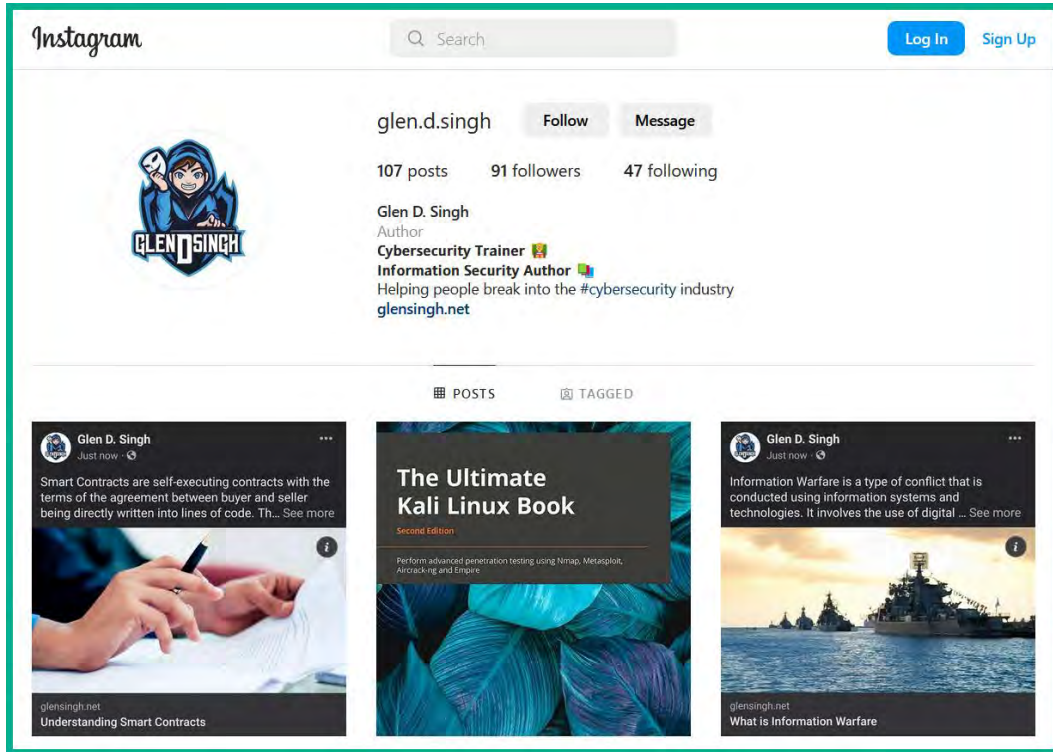 Instagram
Search
Log In
Sign Up
glen.d.singh
Follow
Message
107 posts
91 followers
47 following
Glen D. Singh
Author
Cybersecurity Trainer
Information Security Author
Helping people break into the #cybersecurity industry
glensingh.net
GLENDSINGH
POSTS
TAGGED
Glen D. Singh
Just now
Smart Contracts are self-executing contracts with the
terms of the agreement between buyer and seller
being directly written into lines of code. Th... See more
glensingh.net
Understanding Smart Contracts
The Ultimate
Kali Linux Book
Second Edition
Perform advanced penetration testing using Nmap, Metasploit,
Aircrack-ng and Empire
Glen D. Singh
Just now
Information Warfare is a type of conflict that is
conducted using information systems and
technologies. It involves the use of digital ... See more
glensingh.net
What is Information Warfare